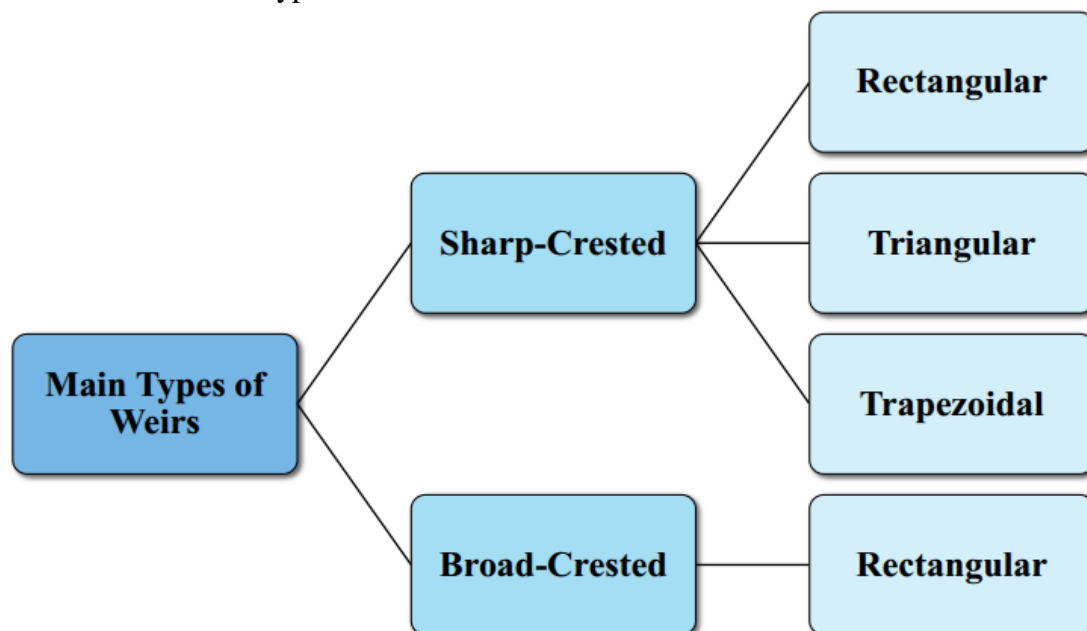 Rectangular
Sharp-Crested
Triangular
Main Types of
Weirs
Trapezoidal
Broad-Crested
Rectangular